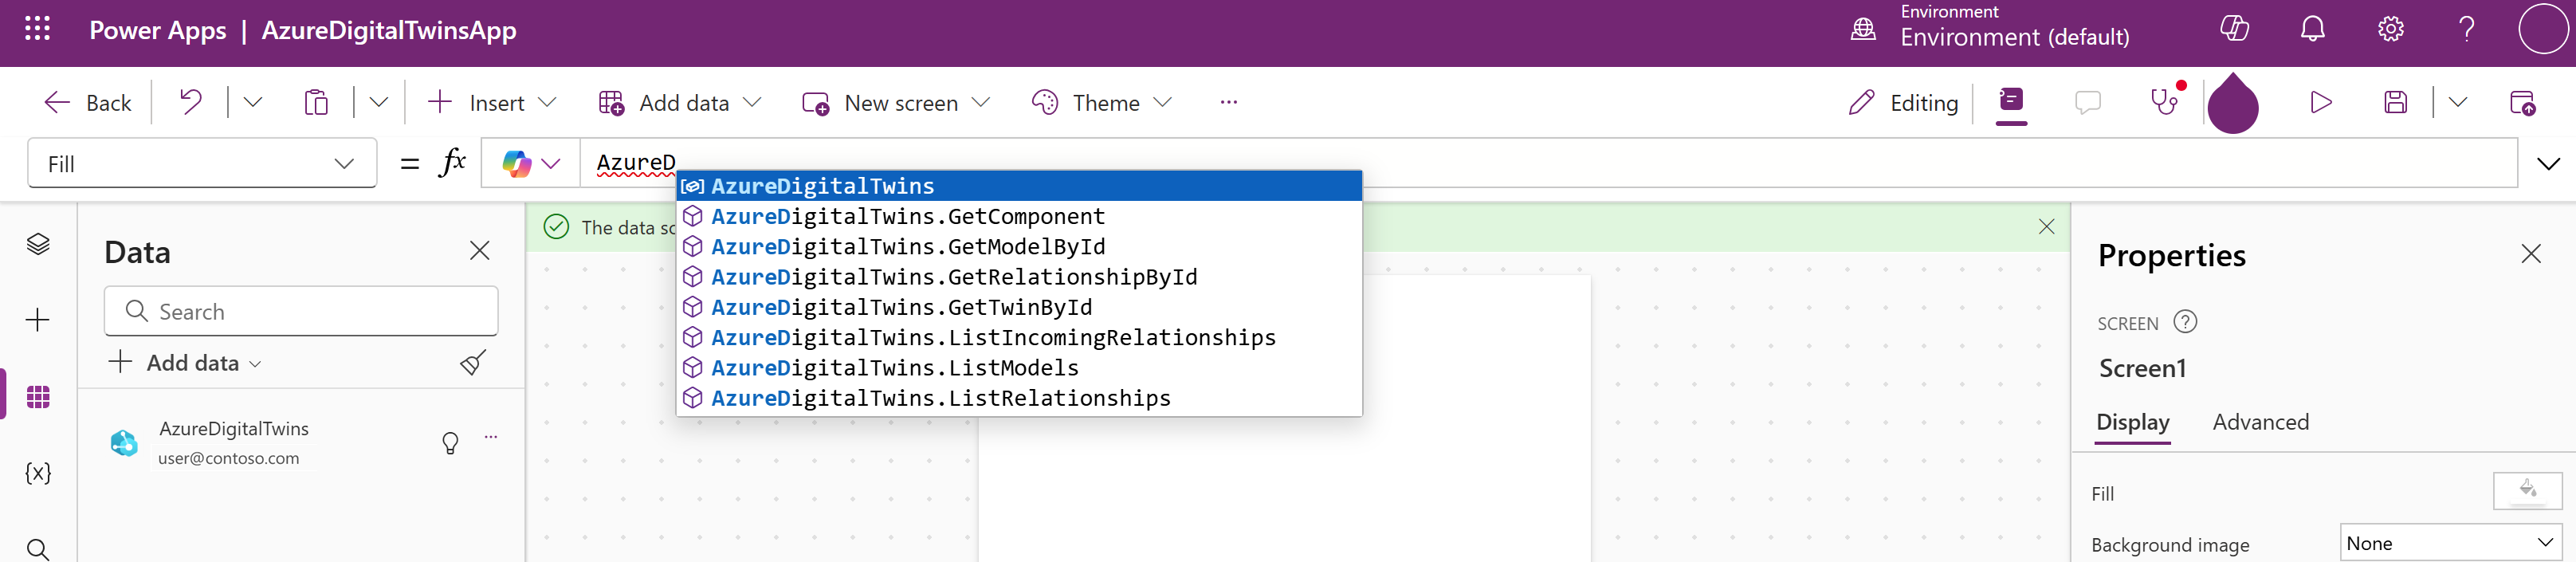 Power Apps | AzureDigitalTwinsApp
Environment
Environment (default)
Back
Insert
Add data
New screen
Theme
...
Editing
Fill
= fx
AzureD
AzureDigitalTwins
AzureDigitalTwins.GetComponent
AzureDigitalTwins.GetModelById
AzureDigitalTwins.GetRelationshipById
AzureDigitalTwins.GetTwinById
AzureDigitalTwins.ListIncomingRelationships
AzureDigitalTwins.ListModels
AzureDigitalTwins.ListRelationships
The data
Data
Search
Add data
AzureDigitalTwins
user@contoso.com
...
{x}
Properties
SCREEN
Screen1
Display
Advanced
Fill
Background image
None